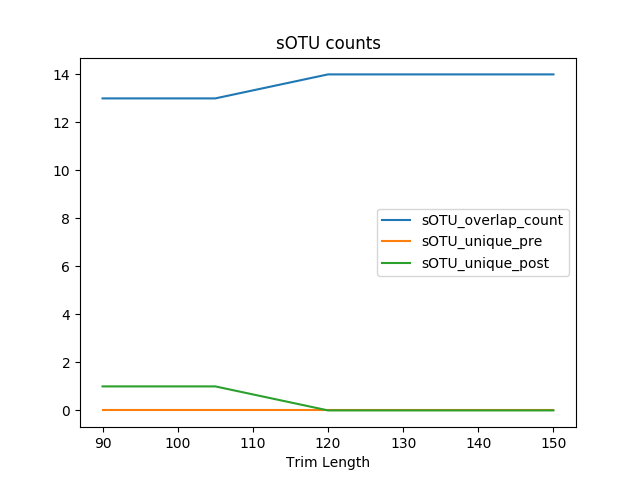 sOTU counts
14
12
10
8
6
4
2
0
sOTU_overlap_count
sOTU_unique_pre
sOTU_unique_post
90 100 110 120 130 140 150
Trim Length